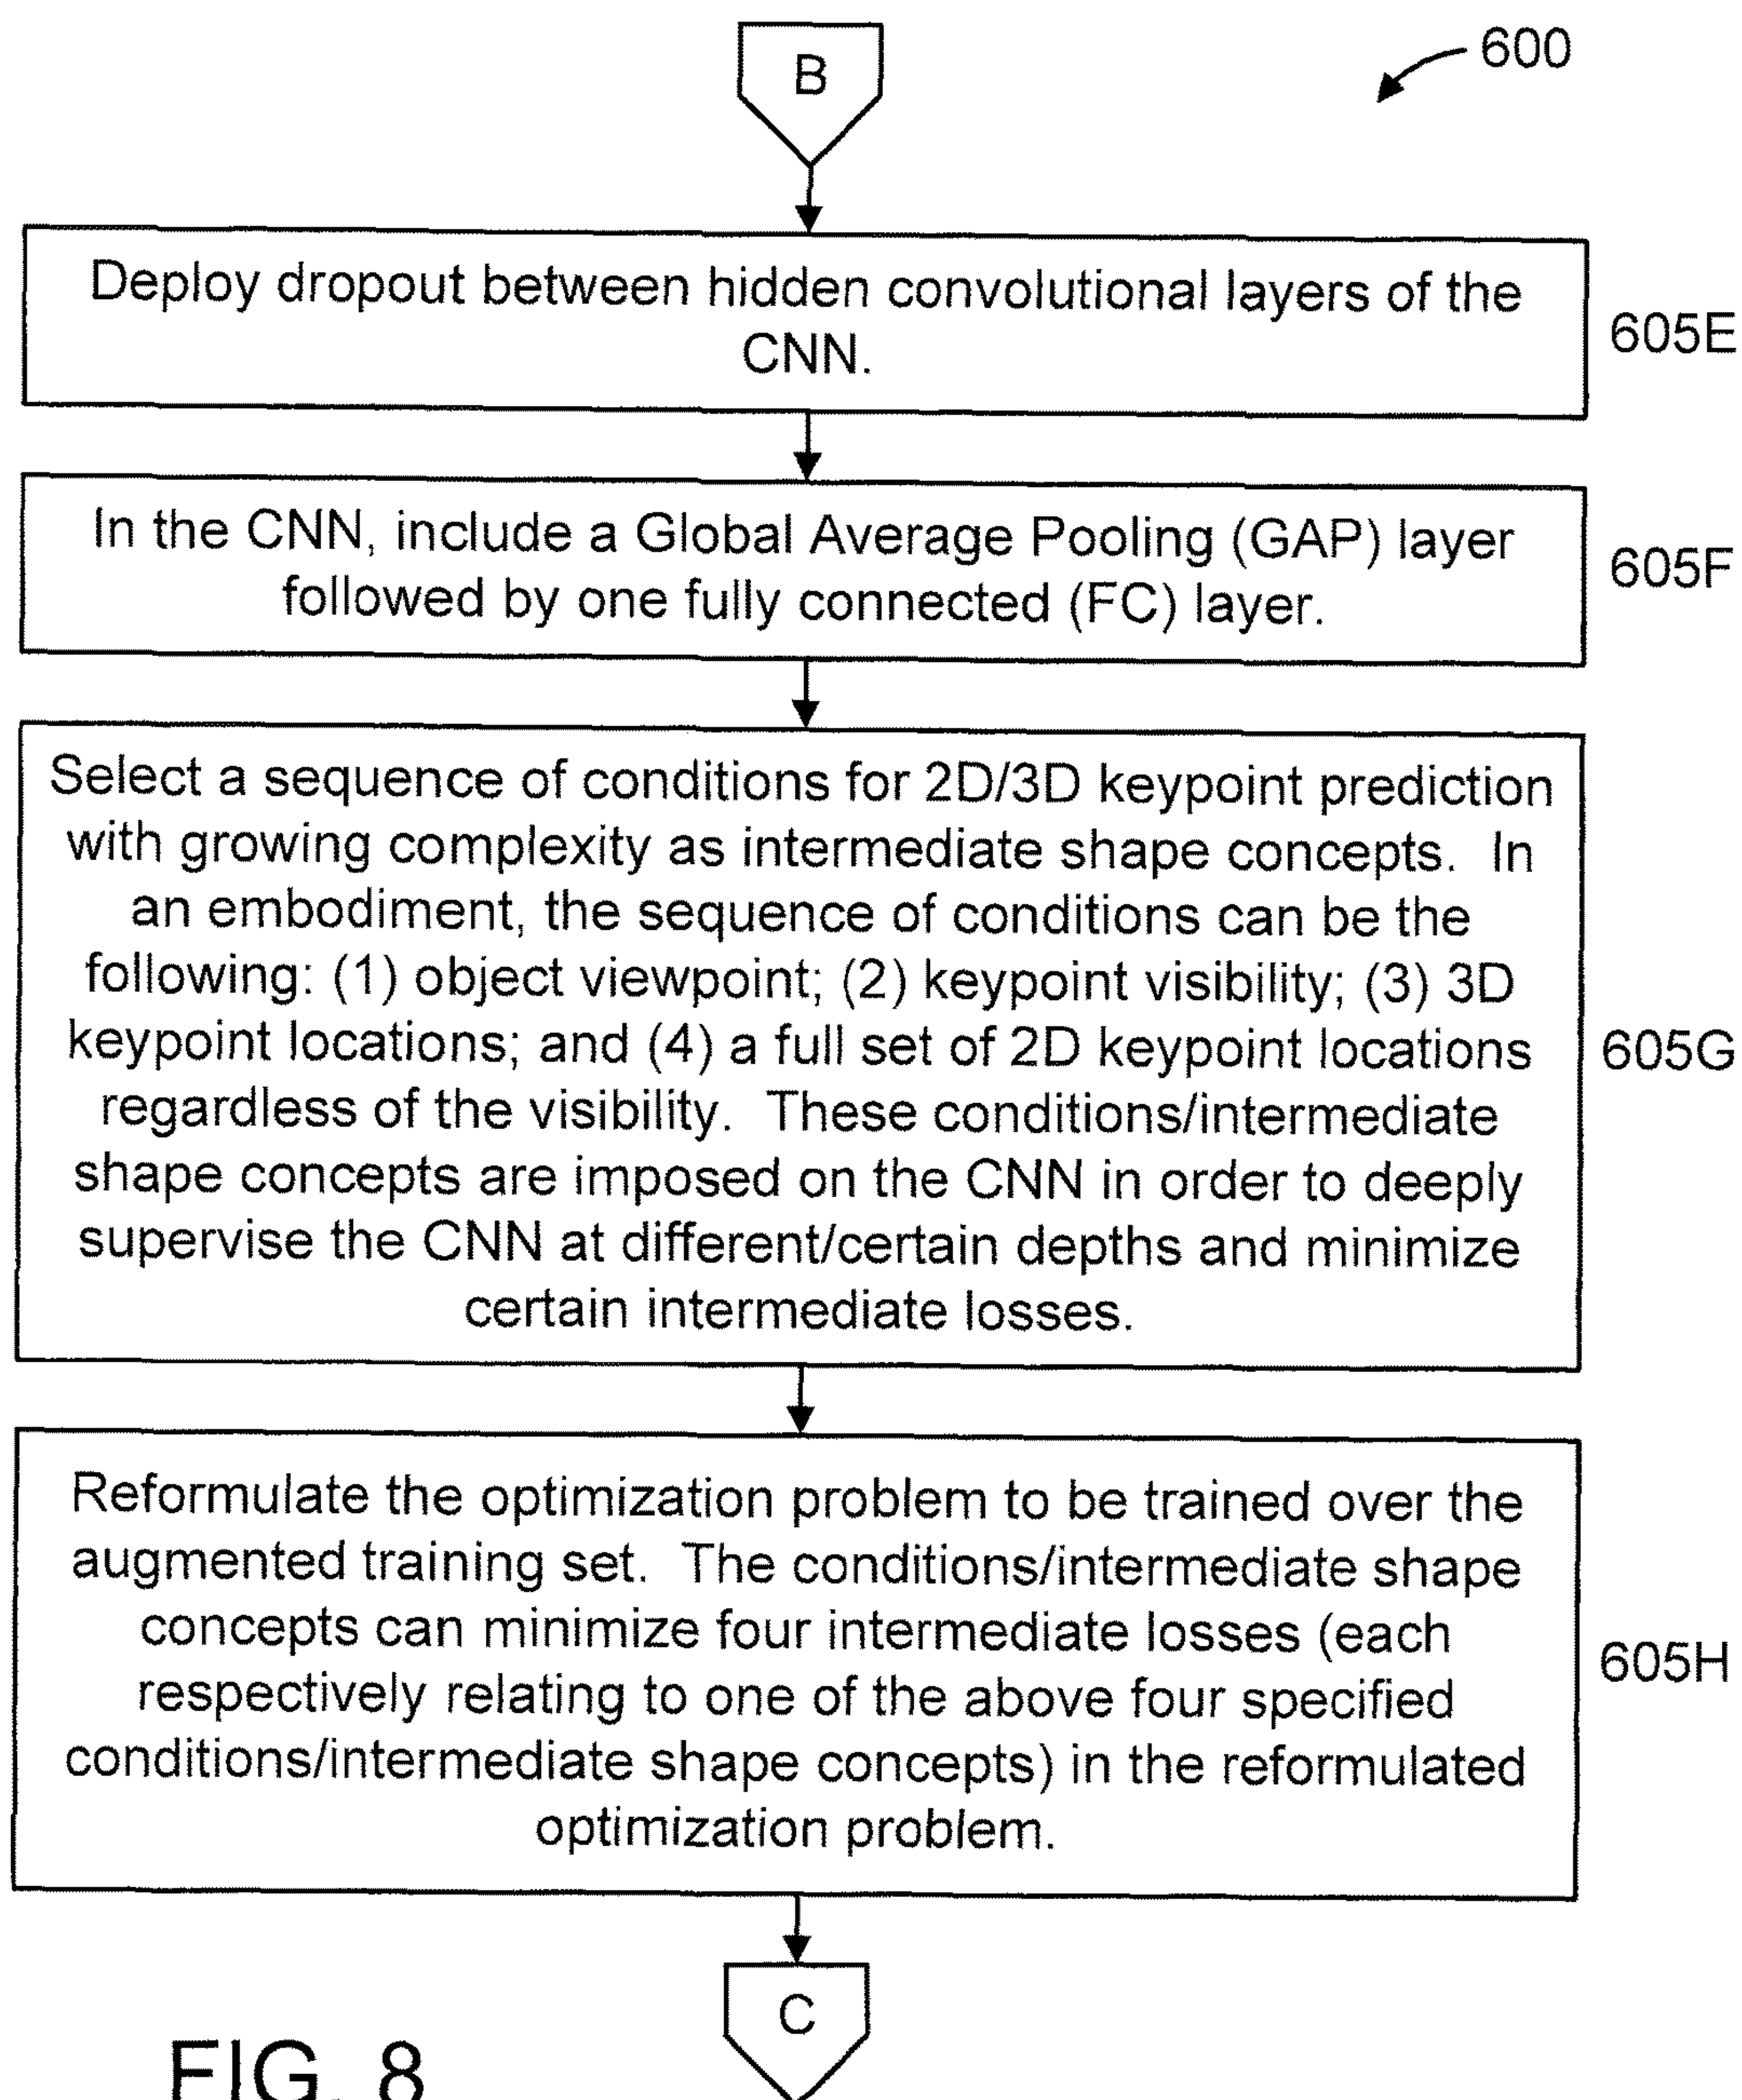 B
600
Deploy dropout between hidden convolutional layers of the
CNN.
605E
In the CNN, include a Global Average Pooling (GAP) layer
followed by one fully connected (FC) layer.
605F
Select a sequence of conditions for 2D/3D keypoint prediction
with growing complexity as intermediate shape concepts.  In
an embodiment, the sequence of conditions can be the
following: (1) object viewpoint; (2) keypoint visibility; (3) 3D
keypoint locations; and (4) a full set of 2D keypoint locations
regardless of the visibility.  These conditions/intermediate
shape concepts are imposed on the CNN in order to deeply
supervise the CNN at different/certain depths and minimize
certain intermediate losses.
605G
Reformulate the optimization problem to be trained over the
augmented training set.  The conditions/intermediate shape
concepts can minimize four intermediate losses (each
respectively relating to one of the above four specified
conditions/intermediate shape concepts) in the reformulated
optimization problem.
605H
C
FIG. 8